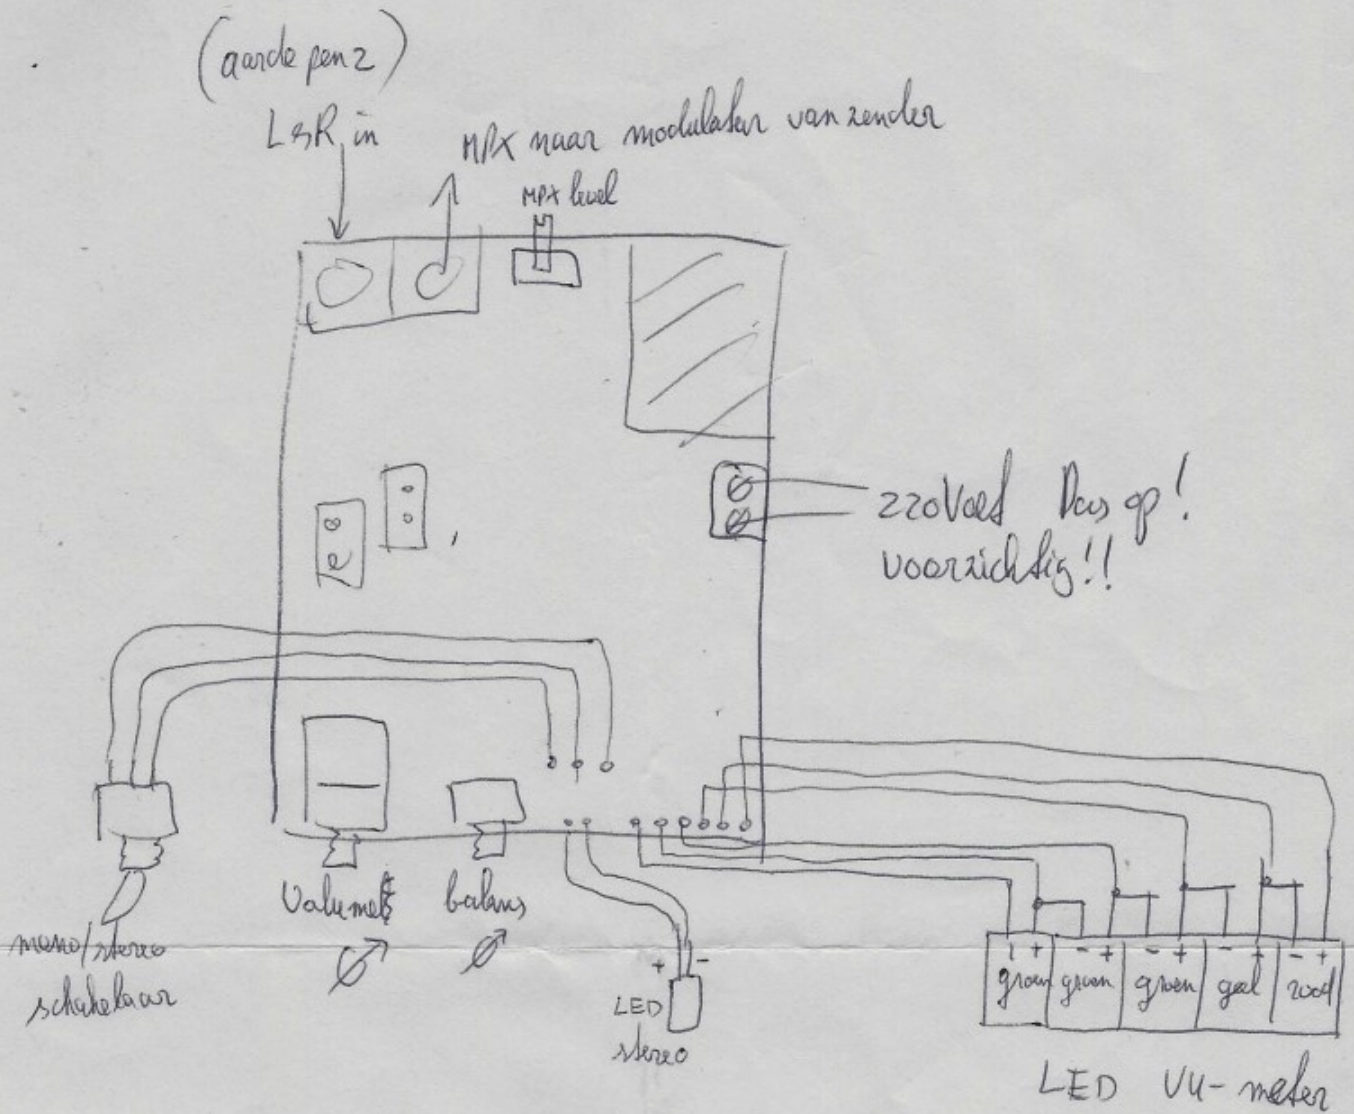 (aarde pen 2)
L&R in
MPX naar modulator van zender
MPX level
220Volt Pas op!
voorzichtig!!
Volume
balans
mono/stereo
schakelaar
+ -
LED
stereo
- + - + - + - + - +
groen groen groen geel rood
LED VU-meter